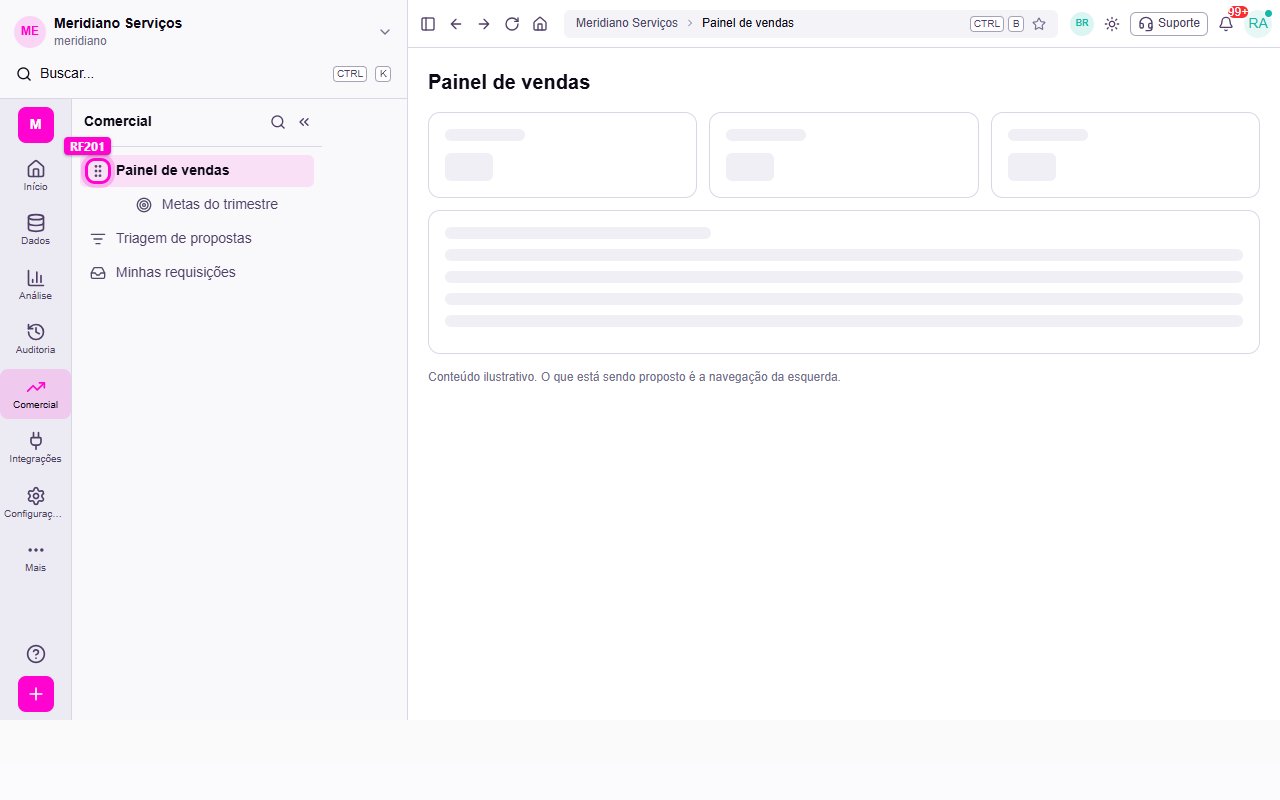 ME
Meridiano Serviços
meridiano
Buscar...
CTRL K
M
Início
Dados
Análise
Auditoria
Comercial
Integrações
Configuraç...
Mais
Comercial
RF201
Painel de vendas
Metas do trimestre
Triagem de propostas
Minhas requisições
Meridiano Serviços > Painel de vendas
CTRL B
BR
Suporte
99+
RA
Painel de vendas
Conteúdo ilustrativo. O que está sendo proposto é a navegação da esquerda.